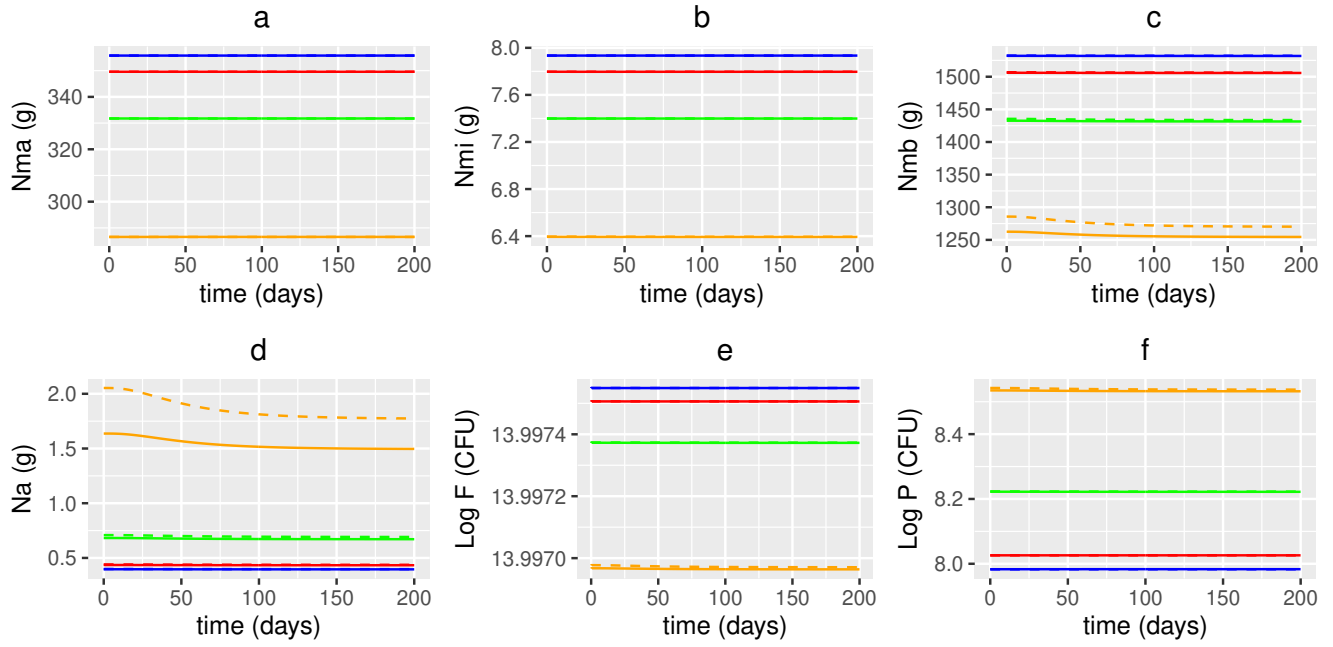 a
Nma (g)
340
320
300
0 50 100 150 200
time (days)
b
Nmi (g)
8.0
7.6
7.2
6.8
6.4
0 50 100 150 200
time (days)
c
Nmb (g)
1500
1450
1400
1350
1300
1250
0 50 100 150 200
time (days)
d
Na (g)
2.0
1.5
1.0
0.5
0 50 100 150 200
time (days)
e
Log F (CFU)
13.9974
13.9972
13.9970
0 50 100 150 200
time (days)
f
Log P (CFU)
8.4
8.2
8.0
0 50 100 150 200
time (days)